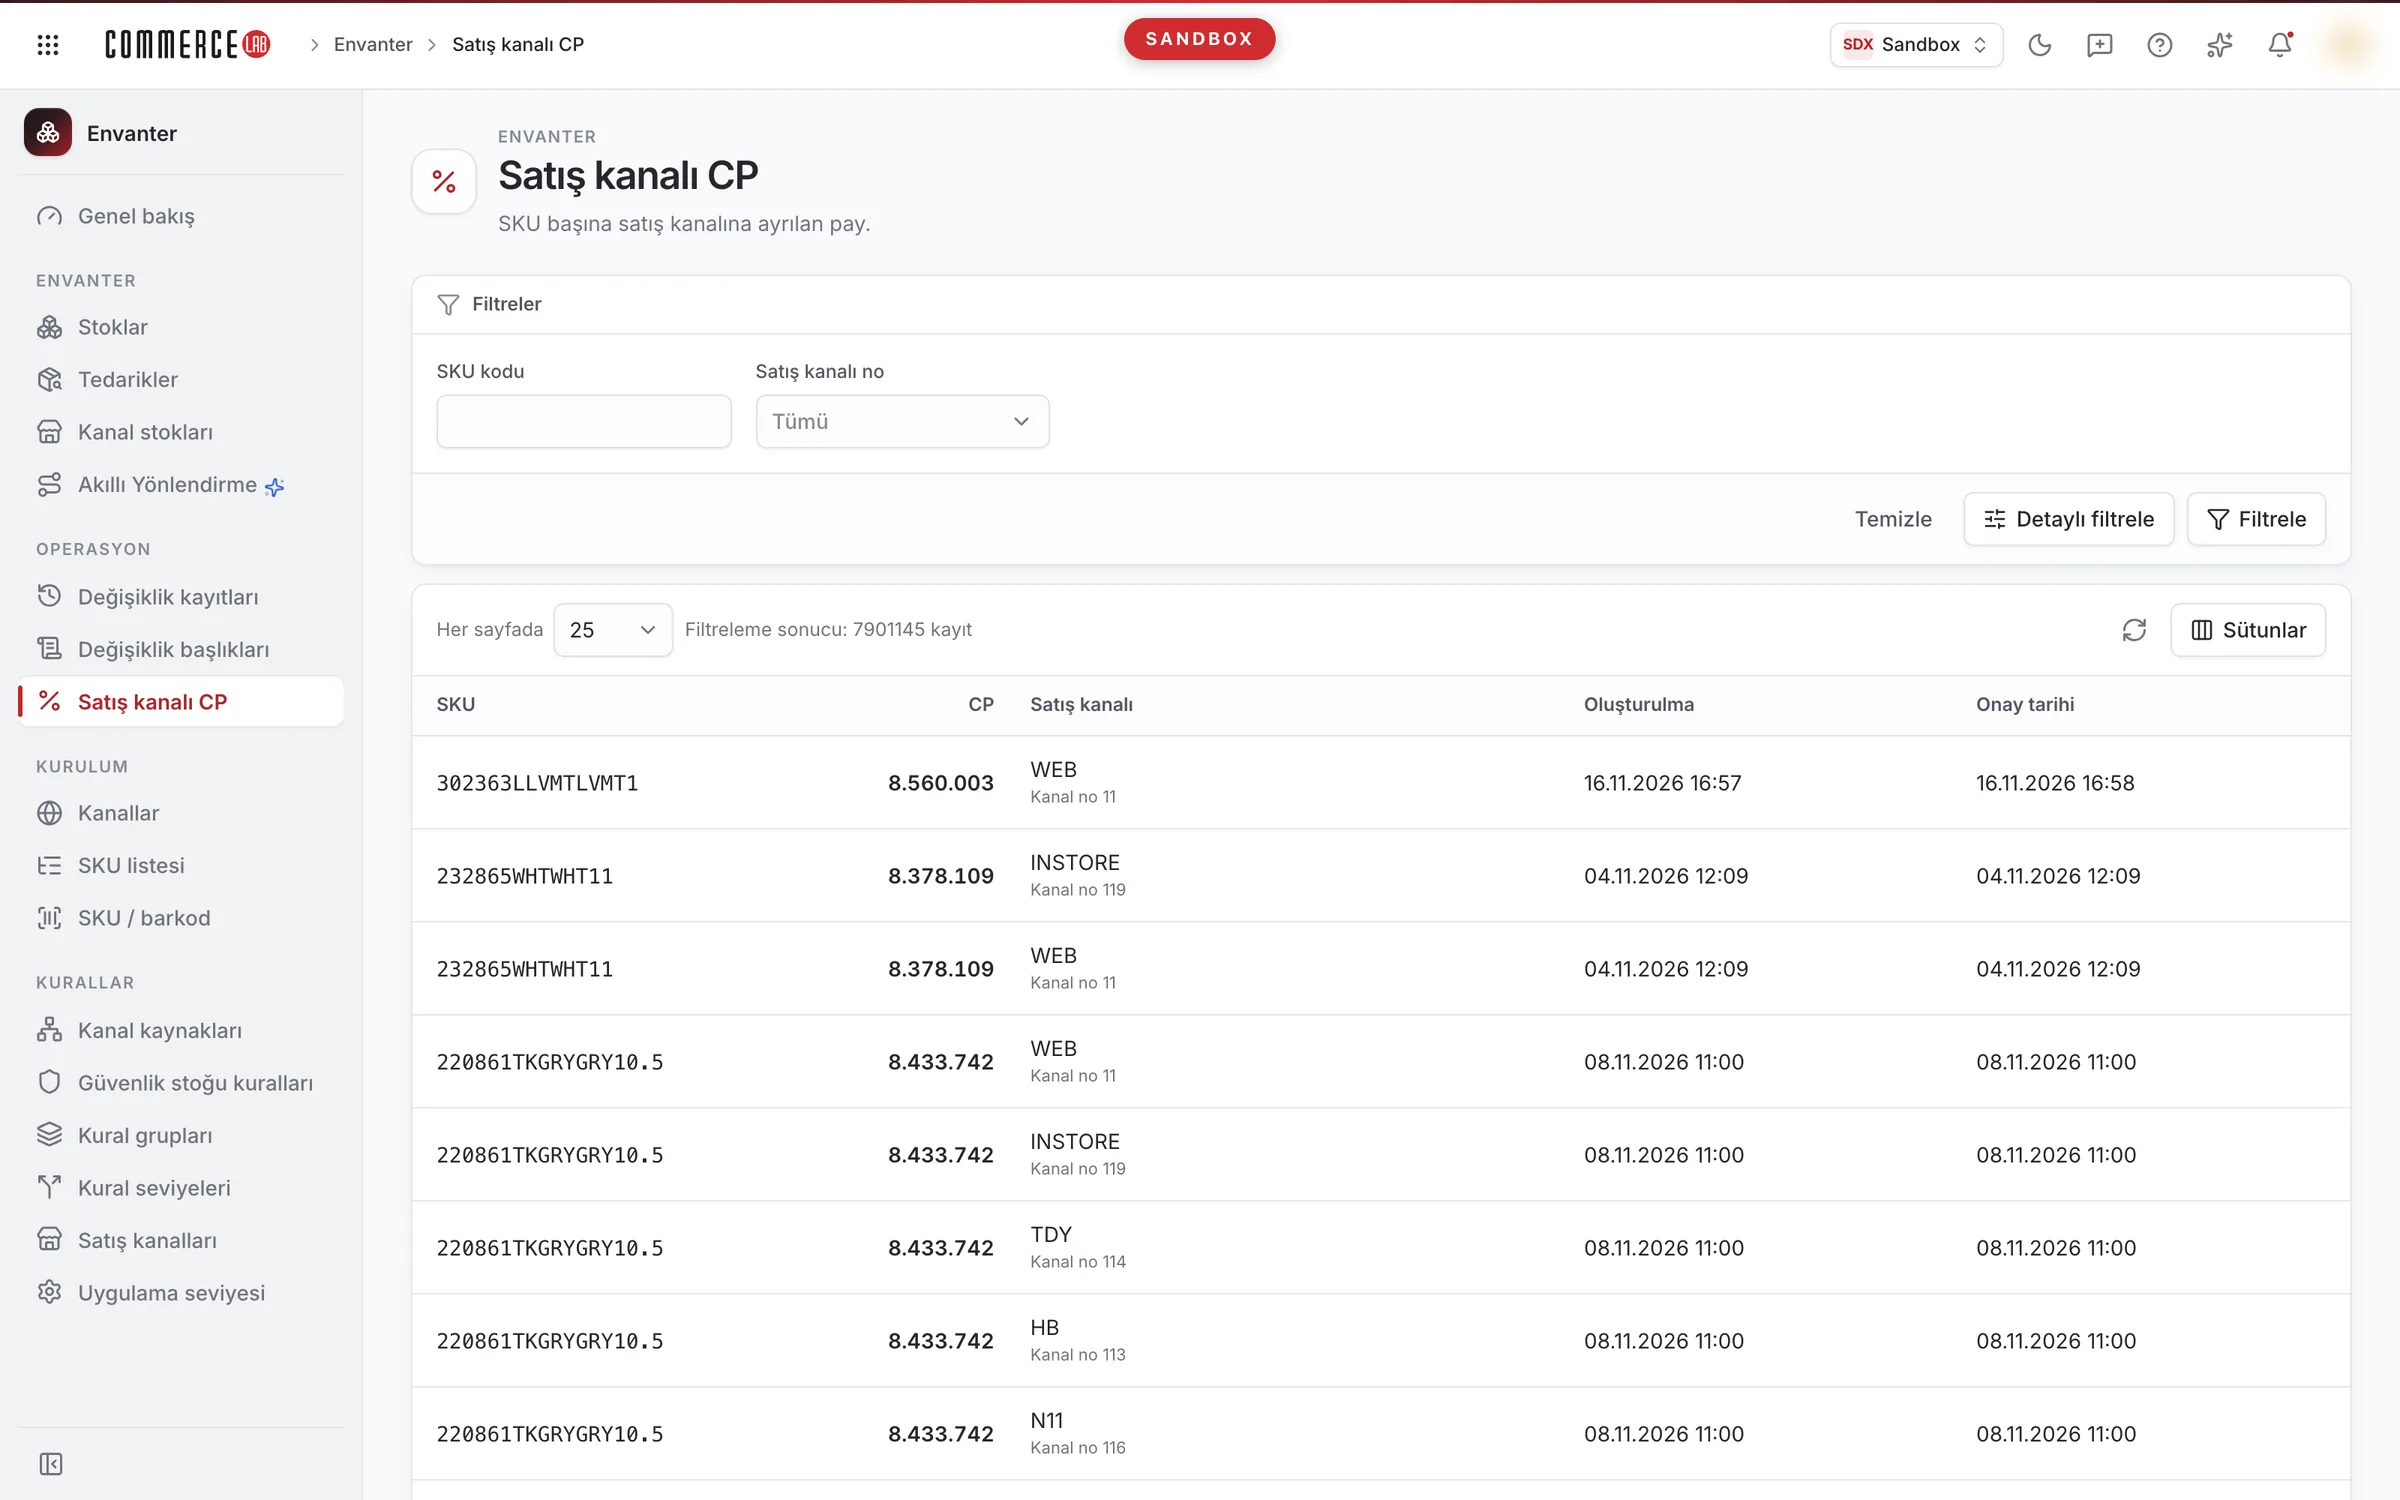 COMMERCE LAB
Envanter
Satış kanalı CP
SANDBOX
SDX Sandbox
Envanter
Genel bakış
ENVANTER
Stoklar
Tedarikler
Kanal stokları
Akıllı Yönlendirme
OPERASYON
Değişiklik kayıtları
Değişiklik başlıkları
Satış kanalı CP
KURULUM
Kanallar
SKU listesi
SKU / barkod
KURALLAR
Kanal kaynakları
Güvenlik stoğu kuralları
Kural grupları
Kural seviyeleri
Satış kanalları
Uygulama seviyesi
ENVANTER
Satış kanalı CP
SKU başına satış kanalına ayrılan pay.
Filtreler
SKU kodu
Satış kanalı no
Tümü
Temizle
Detaylı filtrele
Filtrele
Her sayfada 25 Filtreleme sonucu: 7901145 kayıt
Sütunlar
SKU CP Satış kanalı Oluşturulma Onay tarihi
302363LLVMTLVMT1 8.560.003 WEB 16.11.2026 16:57 16.11.2026 16:58
Kanal no 11
232865WHTWHT11 8.378.109 INSTORE 04.11.2026 12:09 04.11.2026 12:09
Kanal no 119
232865WHTWHT11 8.378.109 WEB 04.11.2026 12:09 04.11.2026 12:09
Kanal no 11
220861TKGRYGRY10.5 8.433.742 WEB 08.11.2026 11:00 08.11.2026 11:00
Kanal no 11
220861TKGRYGRY10.5 8.433.742 INSTORE 08.11.2026 11:00 08.11.2026 11:00
Kanal no 119
220861TKGRYGRY10.5 8.433.742 TDY 08.11.2026 11:00 08.11.2026 11:00
Kanal no 114
220861TKGRYGRY10.5 8.433.742 HB 08.11.2026 11:00 08.11.2026 11:00
Kanal no 113
220861TKGRYGRY10.5 8.433.742 N11 08.11.2026 11:00 08.11.2026 11:00
Kanal no 116